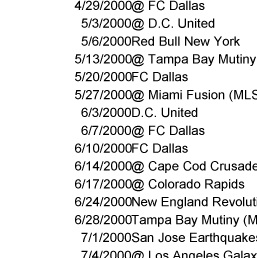 4/29/2000@ FC Dallas
5/3/2000@ D.C. United
5/6/2000Red Bull New York
5/13/2000@ Tampa Bay Mutiny
5/20/2000FC Dallas
5/27/2000@ Miami Fusion (MLS
6/3/2000D.C. United
6/7/2000@ FC Dallas
6/10/2000FC Dallas
6/14/2000@ Cape Cod Crusade
6/17/2000@ Colorado Rapids
6/24/2000New England Revolut
6/28/2000Tampa Bay Mutiny (M
7/1/2000San Jose Earthquake
7/4/2000@ Los Angeles Galax